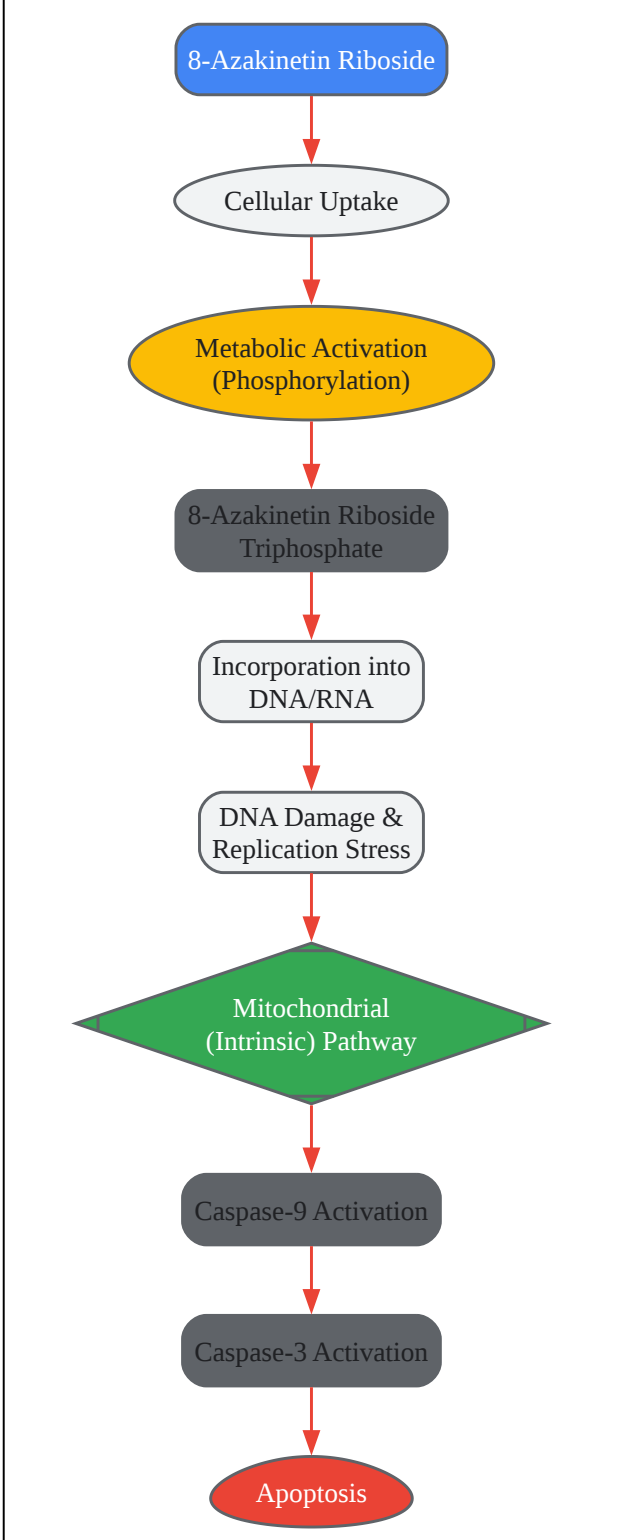 8-Azakinetin Riboside
Cellular Uptake
Metabolic Activation
(Phosphorylation)
8-Azakinetin Riboside
Triphosphate
Incorporation into
DNA/RNA
DNA Damage &
Replication Stress
Mitochondrial
(Intrinsic) Pathway
Caspase-9 Activation
Caspase-3 Activation
Apoptosis